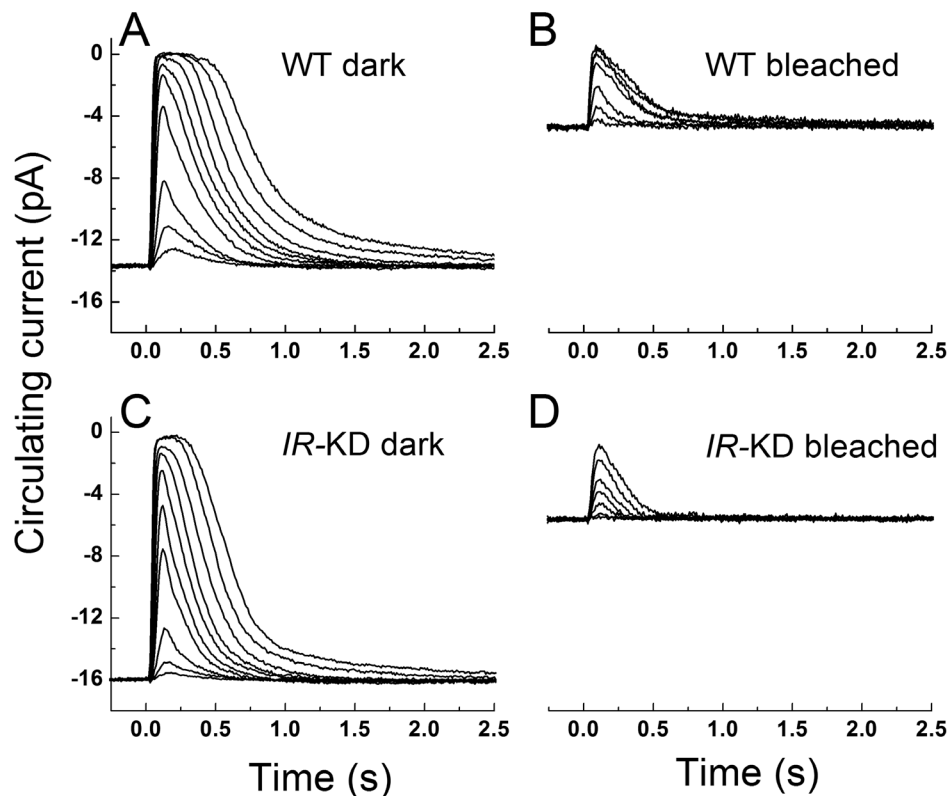 A
WT dark
0
-4
-8
-12
-16
0.0 0.5 1.0 1.5 2.0 2.5
B
WT bleached
0.0 0.5 1.0 1.5 2.0 2.5
C
IR-KD dark
0
-4
-8
-12
-16
0.0 0.5 1.0 1.5 2.0 2.5
D
IR-KD bleached
0.0 0.5 1.0 1.5 2.0 2.5
Circulating current (pA)
Time (s)
Time (s)